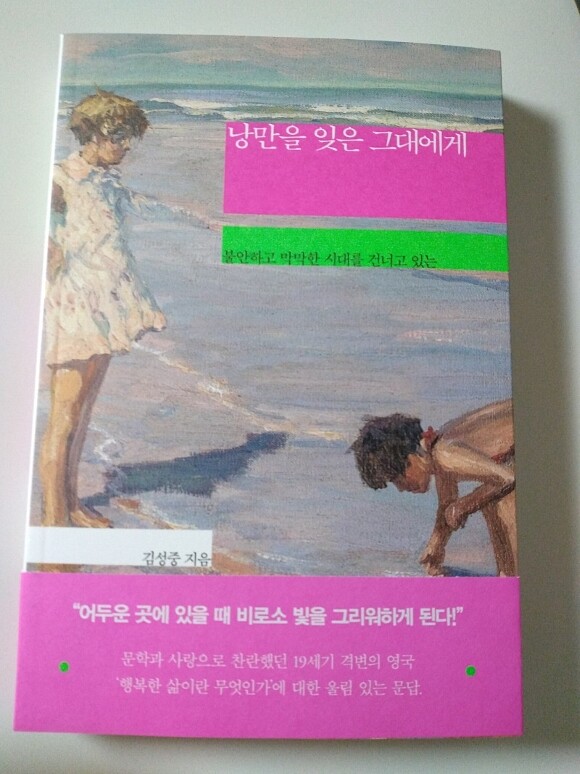 낭만을 잊은 그대에게
불안하고 막막한 시대를 건너고 있는
김성중 지음
“어두운 곳에 있을 때 비로소 빛을 그리워하게 된다!”
문학과 사랑으로 찬란했던 19세기 격변의 영국
‘행복한 삶이란 무엇인가’에 대한 울림 있는 문답.